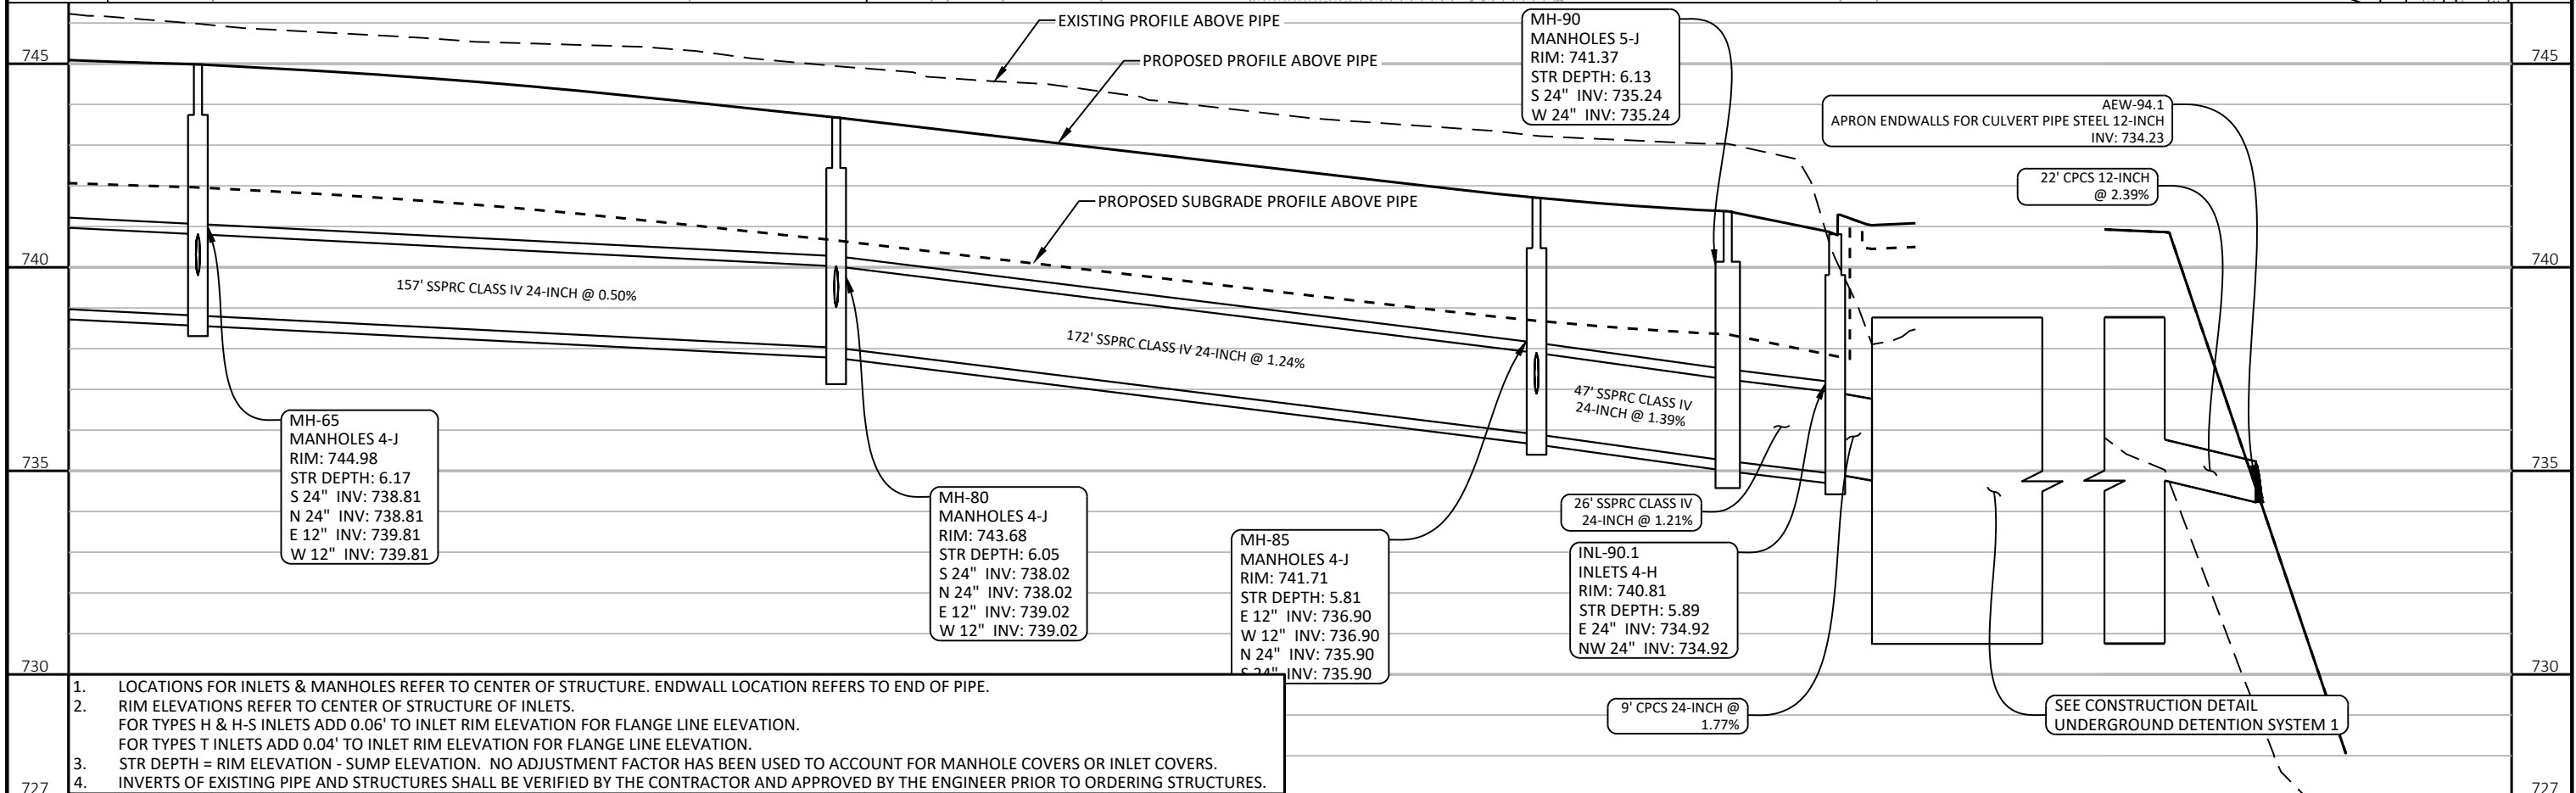 EXISTING PROFILE ABOVE PIPE
PROPOSED PROFILE ABOVE PIPE
MH-90
MANHOLES 5-J
RIM: 741.37
STR DEPTH: 6.13
S 24" INV: 735.24
W 24" INV: 735.24
745
745
AEW-94.1
APRON ENDWALLS FOR CULVERT PIPE STEEL 12-INCH
INV: 734.23
22' CPCS 12-INCH
@ 2.39%
PROPOSED SUBGRADE PROFILE ABOVE PIPE
740
740
157' SSPRC CLASS IV 24-INCH @ 0.50%
172' SSPRC CLASS IV 24-INCH @ 1.24%
47' SSPRC CLASS IV
24-INCH @ 1.39%
MH-65
MANHOLES 4-J
RIM: 744.98
STR DEPTH: 6.17
S 24" INV: 738.81
N 24" INV: 738.81
E 12" INV: 739.81
W 12" INV: 739.81
735
735
MH-80
MANHOLES 4-J
RIM: 743.68
STR DEPTH: 6.05
S 24" INV: 738.02
N 24" INV: 738.02
E 12" INV: 739.02
W 12" INV: 739.02
MH-85
MANHOLES 4-J
RIM: 741.71
STR DEPTH: 5.81
E 12" INV: 736.90
W 12" INV: 736.90
N 24" INV: 735.90
S 24" INV: 735.90
26' SSPRC CLASS IV
24-INCH @ 1.21%
INL-90.1
INLETS 4-H
RIM: 740.81
STR DEPTH: 5.89
E 24" INV: 734.92
NW 24" INV: 734.92
9' CPCS 24-INCH @
1.77%
SEE CONSTRUCTION DETAIL
UNDERGROUND DETENTION SYSTEM 1
730
730
1. LOCATIONS FOR INLETS & MANHOLES REFER TO CENTER OF STRUCTURE. ENDWALL LOCATION REFERS TO END OF PIPE.
2. RIM ELEVATIONS REFER TO CENTER OF STRUCTURE OF INLETS.
FOR TYPES H & H-S INLETS ADD 0.06' TO INLET RIM ELEVATION FOR FLANGE LINE ELEVATION.
FOR TYPES T INLETS ADD 0.04' TO INLET RIM ELEVATION FOR FLANGE LINE ELEVATION.
3. STR DEPTH = RIM ELEVATION - SUMP ELEVATION. NO ADJUSTMENT FACTOR HAS BEEN USED TO ACCOUNT FOR MANHOLE COVERS OR INLET COVERS.
4. INVERTS OF EXISTING PIPE AND STRUCTURES SHALL BE VERIFIED BY THE CONTRACTOR AND APPROVED BY THE ENGINEER PRIOR TO ORDERING STRUCTURES.
727
727